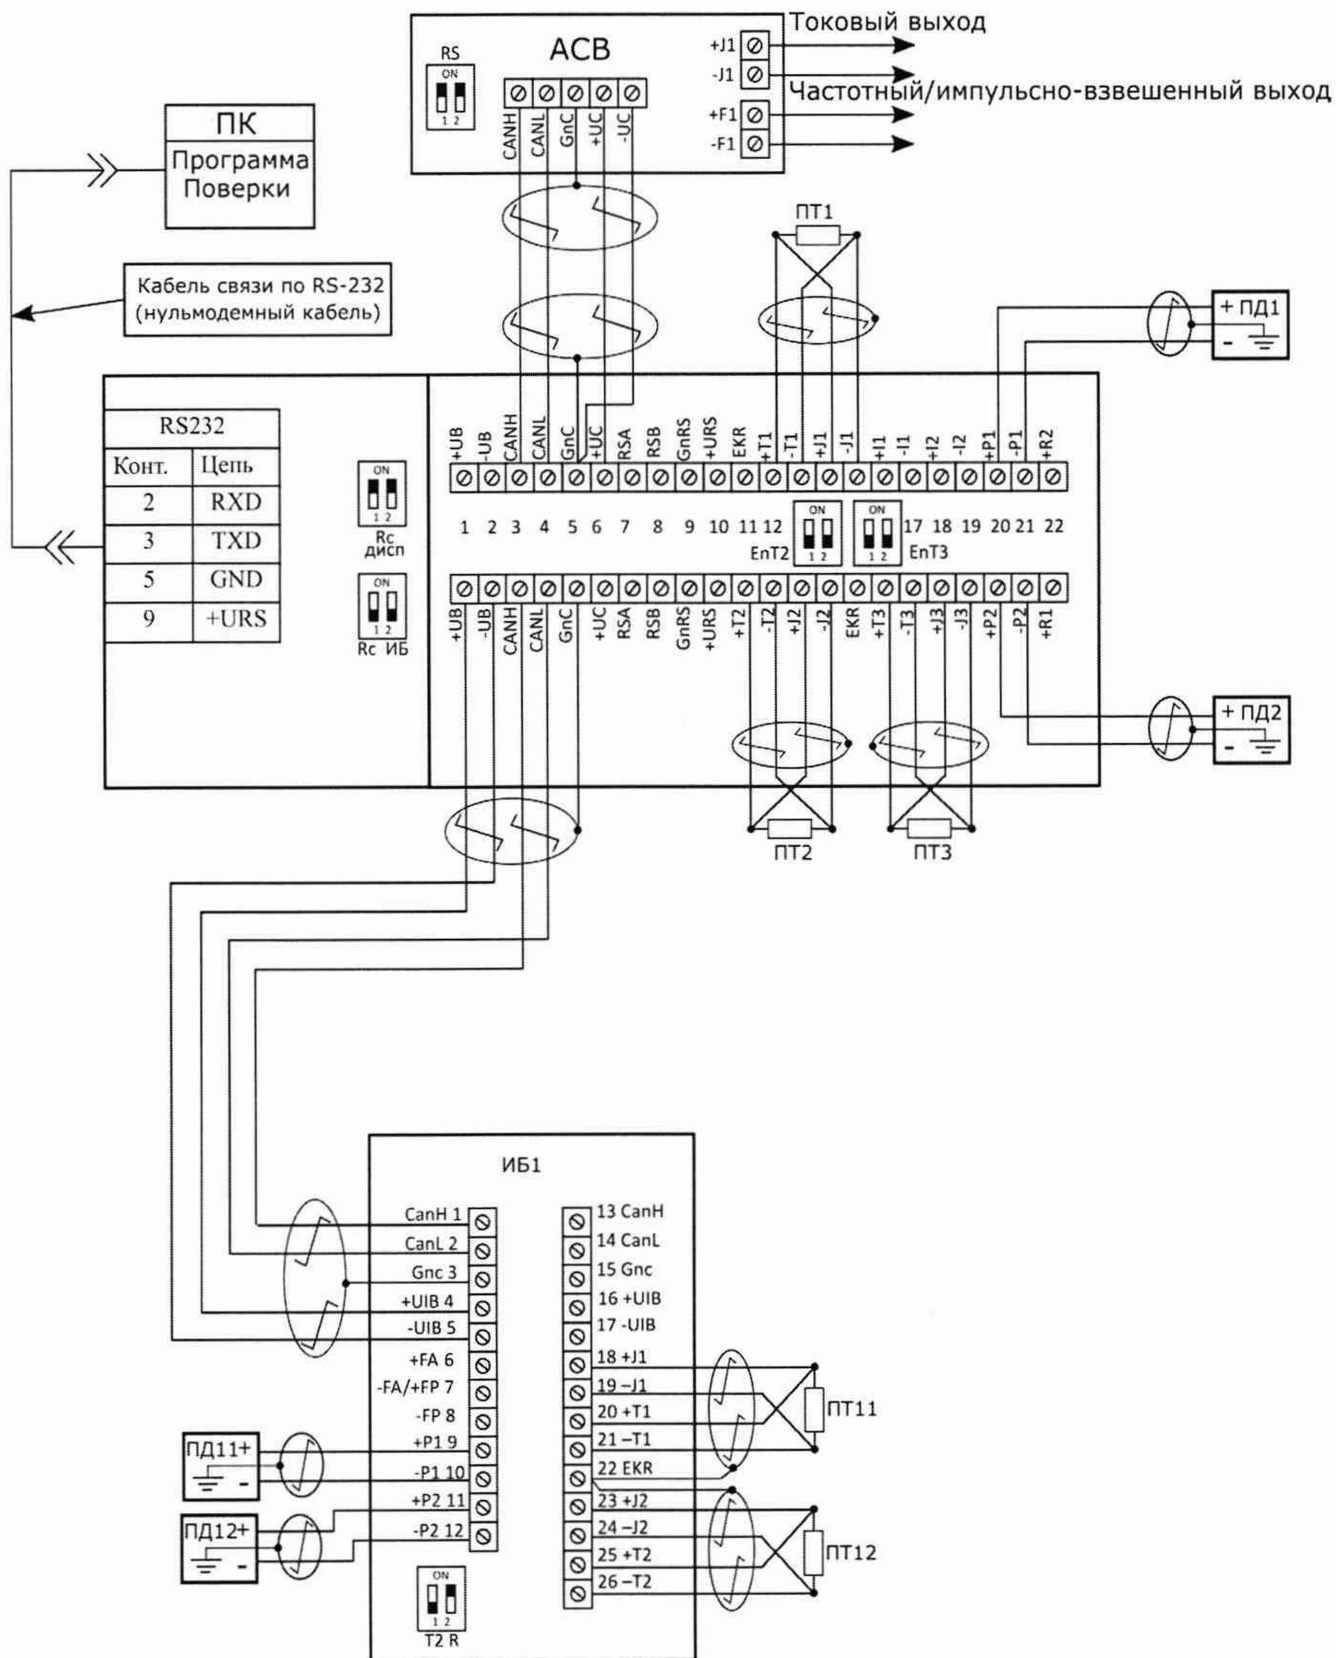 Токовый выход
АСВ
RS
ON
1 2
+J1
-J1
Частотный/импульсно-взвешенный выход
+F1
-F1
CANH
CANL
GnC
+UC
-UC
ПК
Программа
Поверки
Кабель связи по RS-232
(нульмодемный кабель)
ПТ1
+ ПД1
-
RS232
Конт. Цепь
2 RXD
3 TXD
5 GND
9 +URS
ON
1 2
Rc
дисп
ON
1 2
Rc ИБ
+UB
-UB
CANH
CANL
GnC
+UC
RSA
RSB
GnRS
+URS
EKR
+T1
-T1
+J1
-J1
+I1
-I1
+I2
-I2
+P1
-P1
+R2
1 2 3 4 5 6 7 8 9 10 11 12 17 18 19 20 21 22
ON
1 2
EnT2
ON
1 2
EnT3
+UB
-UB
CANH
CANL
GnC
+UC
RSA
RSB
GnRS
+URS
+T2
-T2
+J2
-J2
EKR
+T3
-T3
+J3
-J3
+P2
-P2
+R1
+ ПД2
-
ПТ2
ПТ3
ИБ1
CanH 1
CanL 2
Gnc 3
+UIB 4
-UIB 5
+FA 6
-FA/+FP 7
-FP 8
+P1 9
-P1 10
+P2 11
-P2 12
13 CanH
14 CanL
15 Gnc
16 +UIB
17 -UIB
18 +J1
19 –J1
20 +T1
21 –T1
22 EKR
23 +J2
24 –J2
25 +T2
26 –T2
ПТ11
ПТ12
ПД11+
-
ПД12+
-
ON
1 2
T2 R